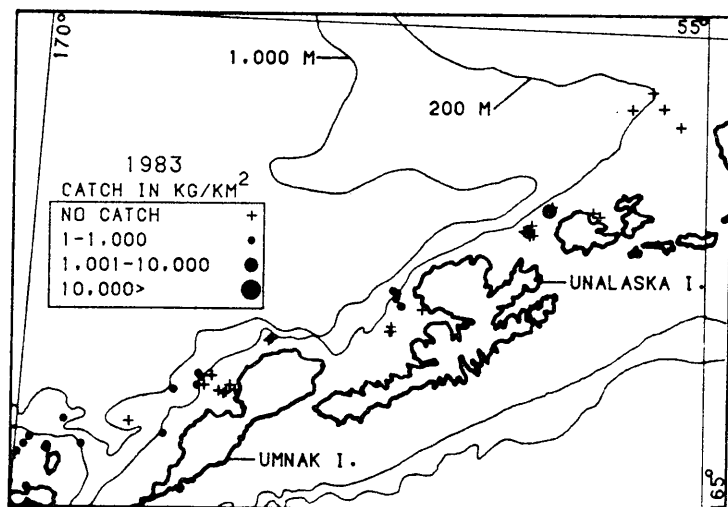 170°
55°
1.000 M
200 M
1983
CATCH IN KG/KM²
NO CATCH +
1-1.000
1.001-10.000
10.000>
UNALASKA I.
UMNAK I.
165°